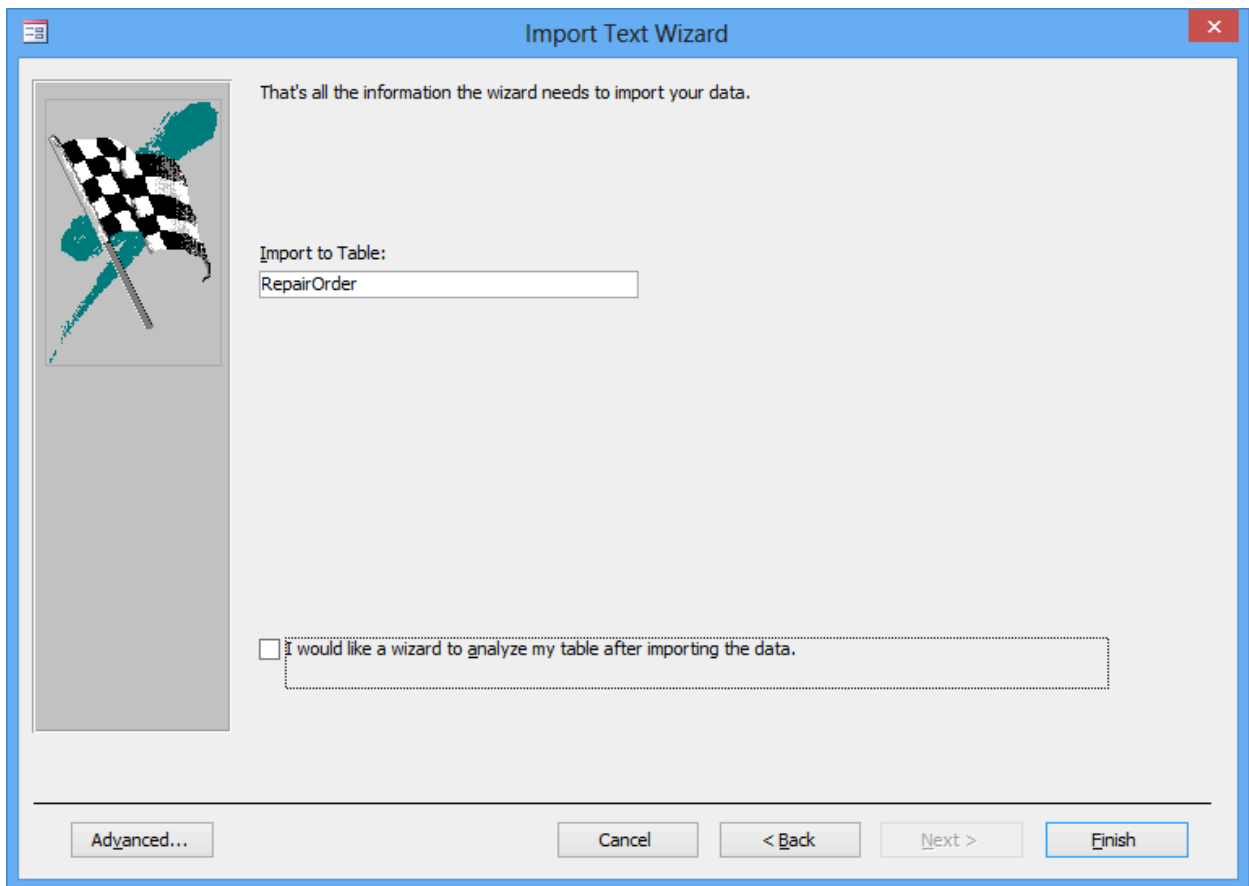 Import Text Wizard
That's all the information the wizard needs to import your data.
Import to Table:
RepairOrder
I would like a wizard to analyze my table after importing the data.
Advanced...
Cancel
< Back
Next >
Finish